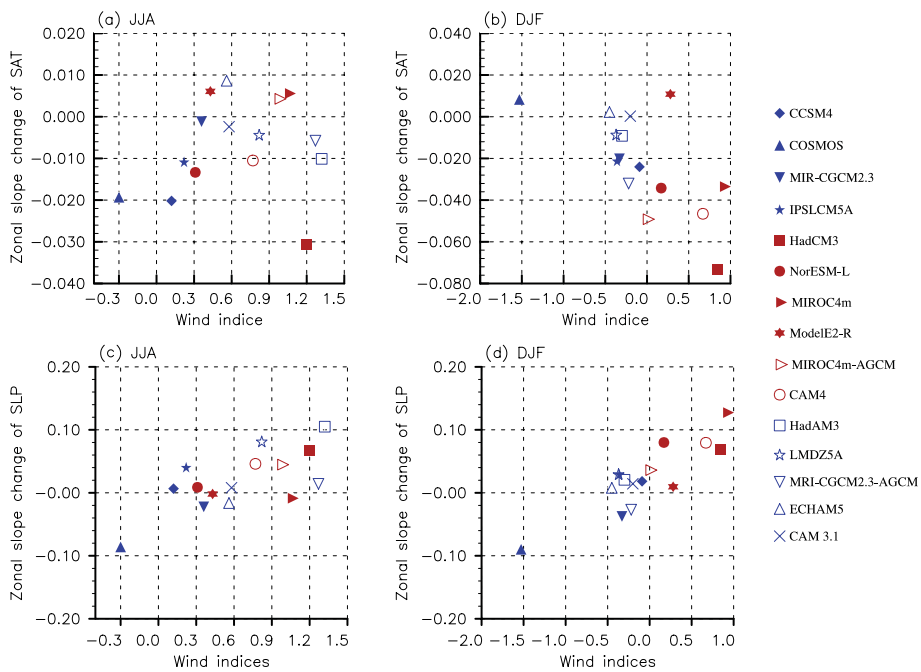 (a) JJA
Zonal slope change of SAT
0.020
0.010
0.000
−0.010
−0.020
−0.030
−0.040
−0.3 0.0 0.3 0.6 0.9 1.2 1.5
Wind indice
(b) DJF
Zonal slope change of SAT
0.040
0.020
0.000
−0.020
−0.040
−0.060
−0.080
−2.0 −1.5 −1.0 −0.5 0.0 0.5 1.0
Wind indice
(c) JJA
Zonal slope change of SLP
0.20
0.10
−0.00
−0.10
−0.20
−0.3 0.0 0.3 0.6 0.9 1.2 1.5
Wind indices
(d) DJF
Zonal slope change of SLP
0.20
0.10
−0.00
−0.10
−0.20
−2.0 −1.5 −1.0 −0.5 0.0 0.5 1.0
Wind indices
CCSM4
COSMOS
MIR-CGCM2.3
IPSLCM5A
HadCM3
NorESM-L
MIROC4m
ModelE2-R
MIROC4m-AGCM
CAM4
HadAM3
LMDZ5A
MRI-CGCM2.3-AGCM
ECHAM5
CAM 3.1